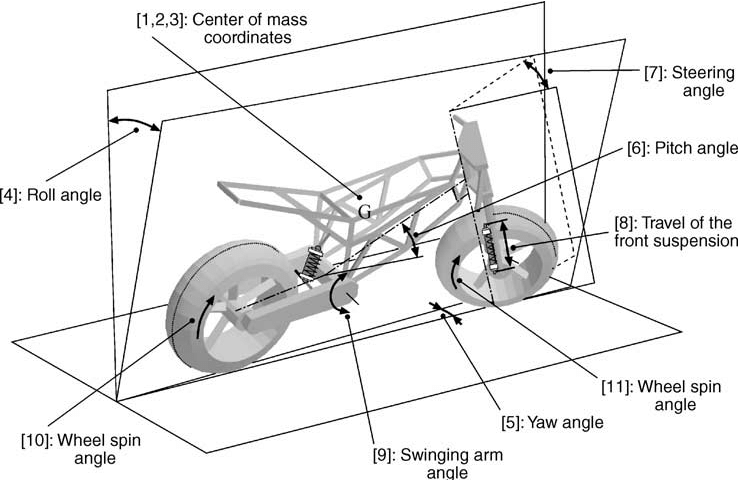 [1,2,3]: Center of mass
coordinates
[7]: Steering
angle
[6]: Pitch angle
[4]: Roll angle
G
[8]: Travel of the
front suspension
[11]: Wheel spin
angle
[5]: Yaw angle
[10]: Wheel spin
angle
[9]: Swinging arm
angle